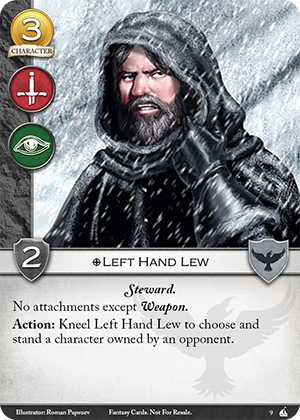 3
CHARACTER
2
LEFT HAND LEW
Steward.
No attachments except Weapon.
Action: Kneel Left Hand Lew to choose and
stand a character owned by an opponent.
Illustrator: Roman Papsuev Fantasy Cards. Not For Resale. 9